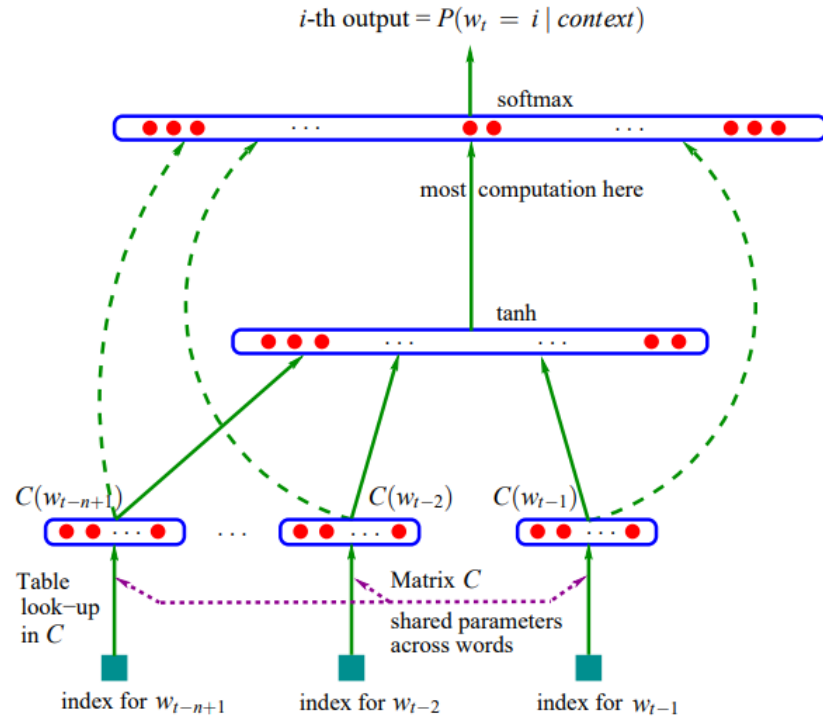 i-th output = P(w_t = i | context)
softmax
. . .
. . .
most computation here
tanh
. . .
. . .
C(w_{t−n+1})
C(w_{t−2})
C(w_{t−1})
. . .
. . .
. . .
. . .
Table
look−up
in C
Matrix C
shared parameters
across words
index for w_{t−n+1}
index for w_{t−2}
index for w_{t−1}